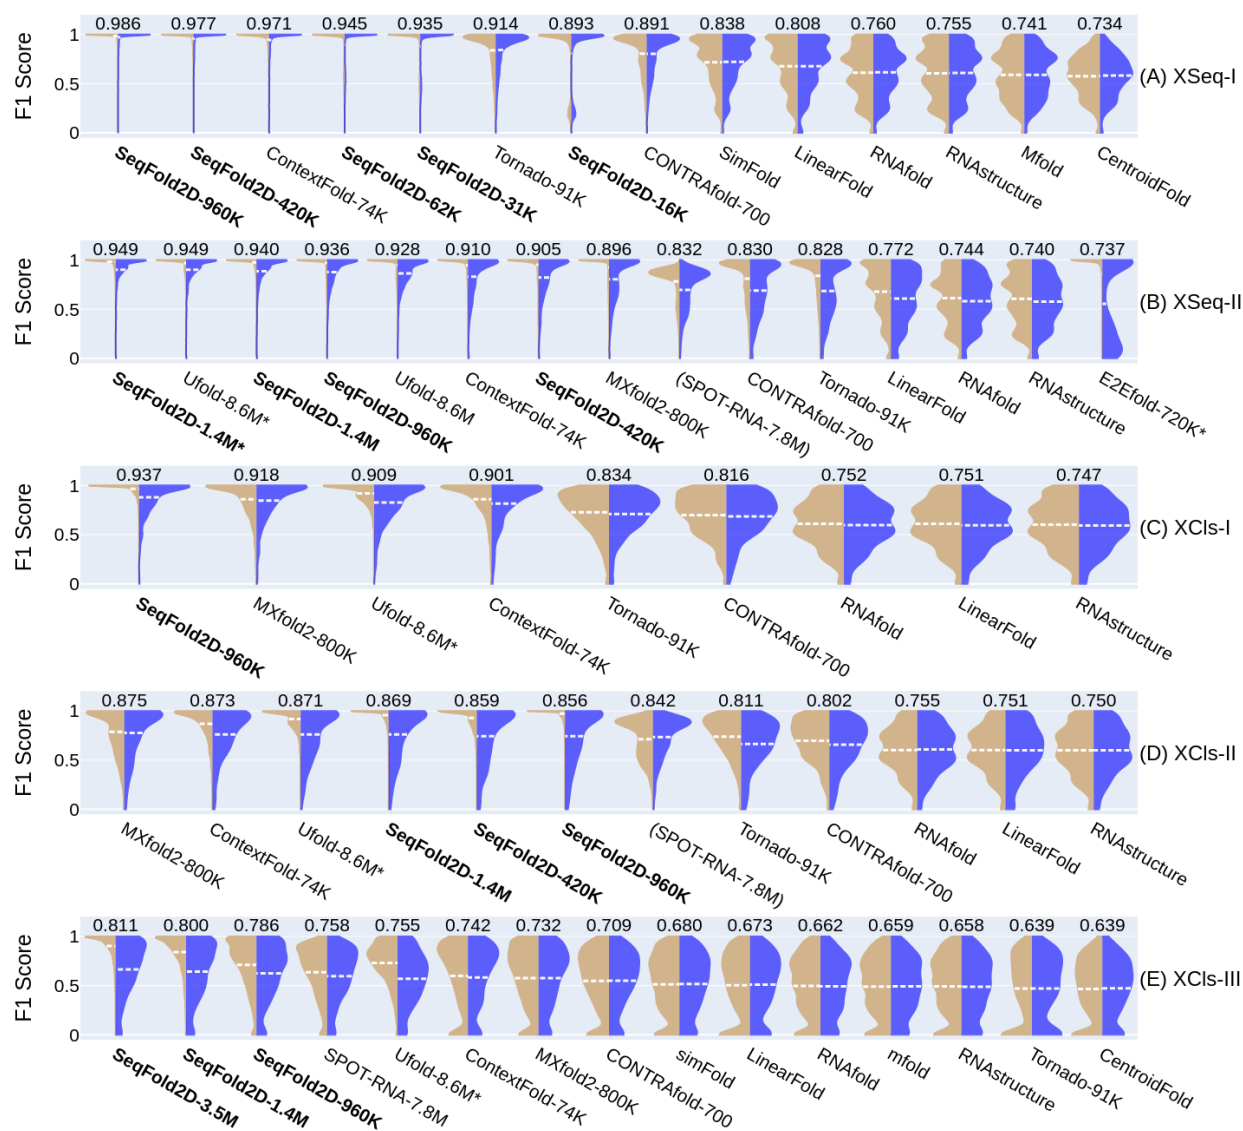 0.986 0.977 0.971 0.945 0.935 0.914 0.893 0.891 0.838 0.808 0.760 0.755 0.741 0.734
F1 Score
1
0.5
0
(A) XSeq-I
SeqFold2D-960K SeqFold2D-420K ContextFold-74K SeqFold2D-62K SeqFold2D-31K Tornado-91K SeqFold2D-16K CONTRAfold-700 SimFold LinearFold RNAfold RNAstructure Mfold CentroidFold
0.949 0.949 0.940 0.936 0.928 0.910 0.905 0.896 0.832 0.830 0.828 0.772 0.744 0.740 0.737
F1 Score
1
0.5
0
(B) XSeq-II
SeqFold2D-1.4M* Ufold-8.6M* SeqFold2D-1.4M SeqFold2D-960K Ufold-8.6M ContextFold-74K SeqFold2D-420K MXfold2-800K (SPOT-RNA-7.8M) CONTRAfold-700 Tornado-91K LinearFold RNAfold RNAstructure E2Efold-720K*
0.937 0.918 0.909 0.901 0.834 0.816 0.752 0.751 0.747
F1 Score
1
0.5
0
(C) XCls-I
SeqFold2D-960K MXfold2-800K Ufold-8.6M* ContextFold-74K Tornado-91K CONTRAfold-700 RNAfold LinearFold RNAstructure
0.875 0.873 0.871 0.869 0.859 0.856 0.842 0.811 0.802 0.755 0.751 0.750
F1 Score
1
0.5
0
(D) XCls-II
MXfold2-800K ContextFold-74K Ufold-8.6M* SeqFold2D-1.4M SeqFold2D-420K SeqFold2D-960K (SPOT-RNA-7.8M) Tornado-91K CONTRAfold-700 RNAfold LinearFold RNAstructure
0.811 0.800 0.786 0.758 0.755 0.742 0.732 0.709 0.680 0.673 0.662 0.659 0.658 0.639 0.639
F1 Score
1
0.5
0
(E) XCls-III
SeqFold2D-3.5M SeqFold2D-1.4M SeqFold2D-960K SPOT-RNA-7.8M Ufold-8.6M* ContextFold-74K MXfold2-800K CONTRAfold-700 simFold LinearFold RNAfold mfold RNAstructure Tornado-91K CentroidFold